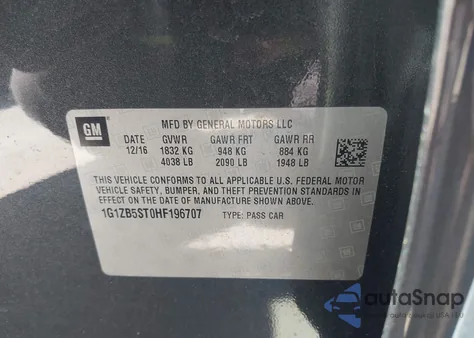 GM
MFD BY GENERAL MOTORS LLC
DATE GVWR GAWR FRT GAWR RR
12/16 1832 KG 948 KG 884 KG
4038 LB 2090 LB 1948 LB
THIS VEHICLE CONFORMS TO ALL APPLICABLE U.S. FEDERAL MOTOR
VEHICLE SAFETY, BUMPER, AND THEFT PREVENTION STANDARDS IN
EFFECT ON THE DATE OF MANUFACTURE SHOWN ABOVE.
1G1ZB5ST0HF196707 TYPE: PASS CAR
autoSnap